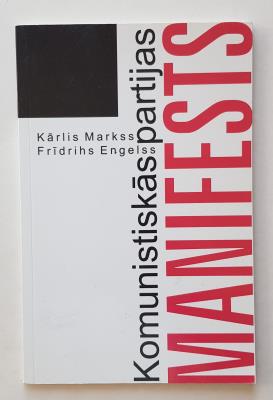 Kārlis Markss
Frīdrihs Engelss
Komunistiskās partijas
MANIFESTS